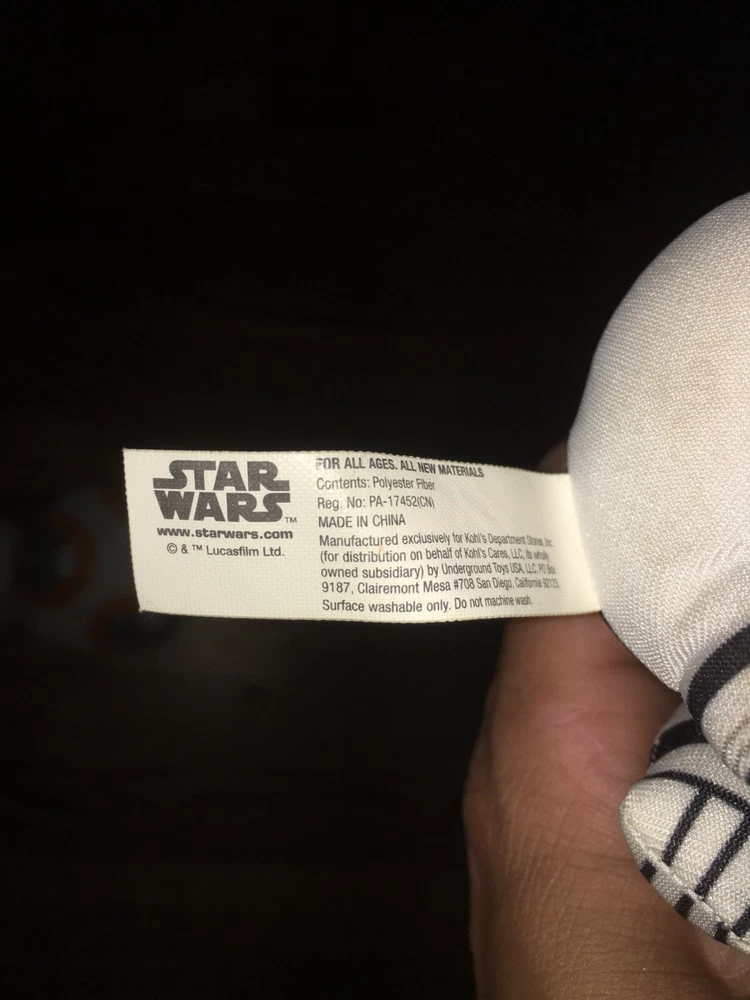 STAR
WARS™
www.starwars.com
© & ™ Lucasfilm Ltd.
FOR ALL AGES. ALL NEW MATERIALS
Contents: Polyester Fiber
Reg. No: PA-17452(CN)
MADE IN CHINA
Manufactured exclusively for Kohl's Department Stores, Inc.
(for distribution on behalf of Kohl's Cares, LLC, its wholly
owned subsidiary) by Underground Toys USA, LLC, PO Box
9187, Clairemont Mesa #708 San Diego, California 92123.
Surface washable only. Do not machine wash.